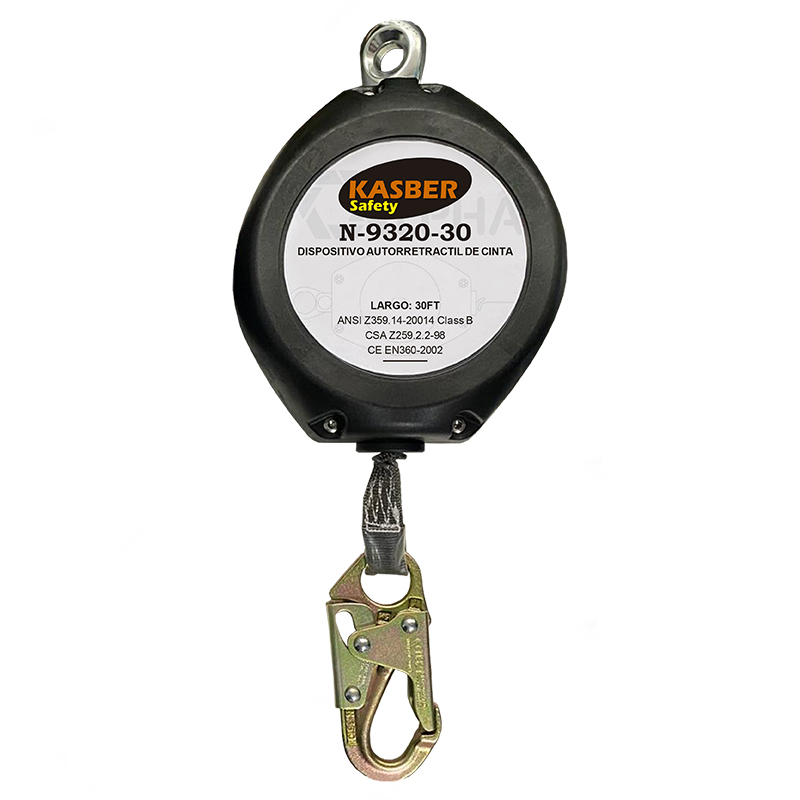 KASBER
Safety
N-9320-30
DISPOSITIVO AUTORRETRACTIL DE CINTA
LARGO: 30FT
ANSI Z359.14-20014 Class B
CSA Z259.2.2-98
CE EN360-2002